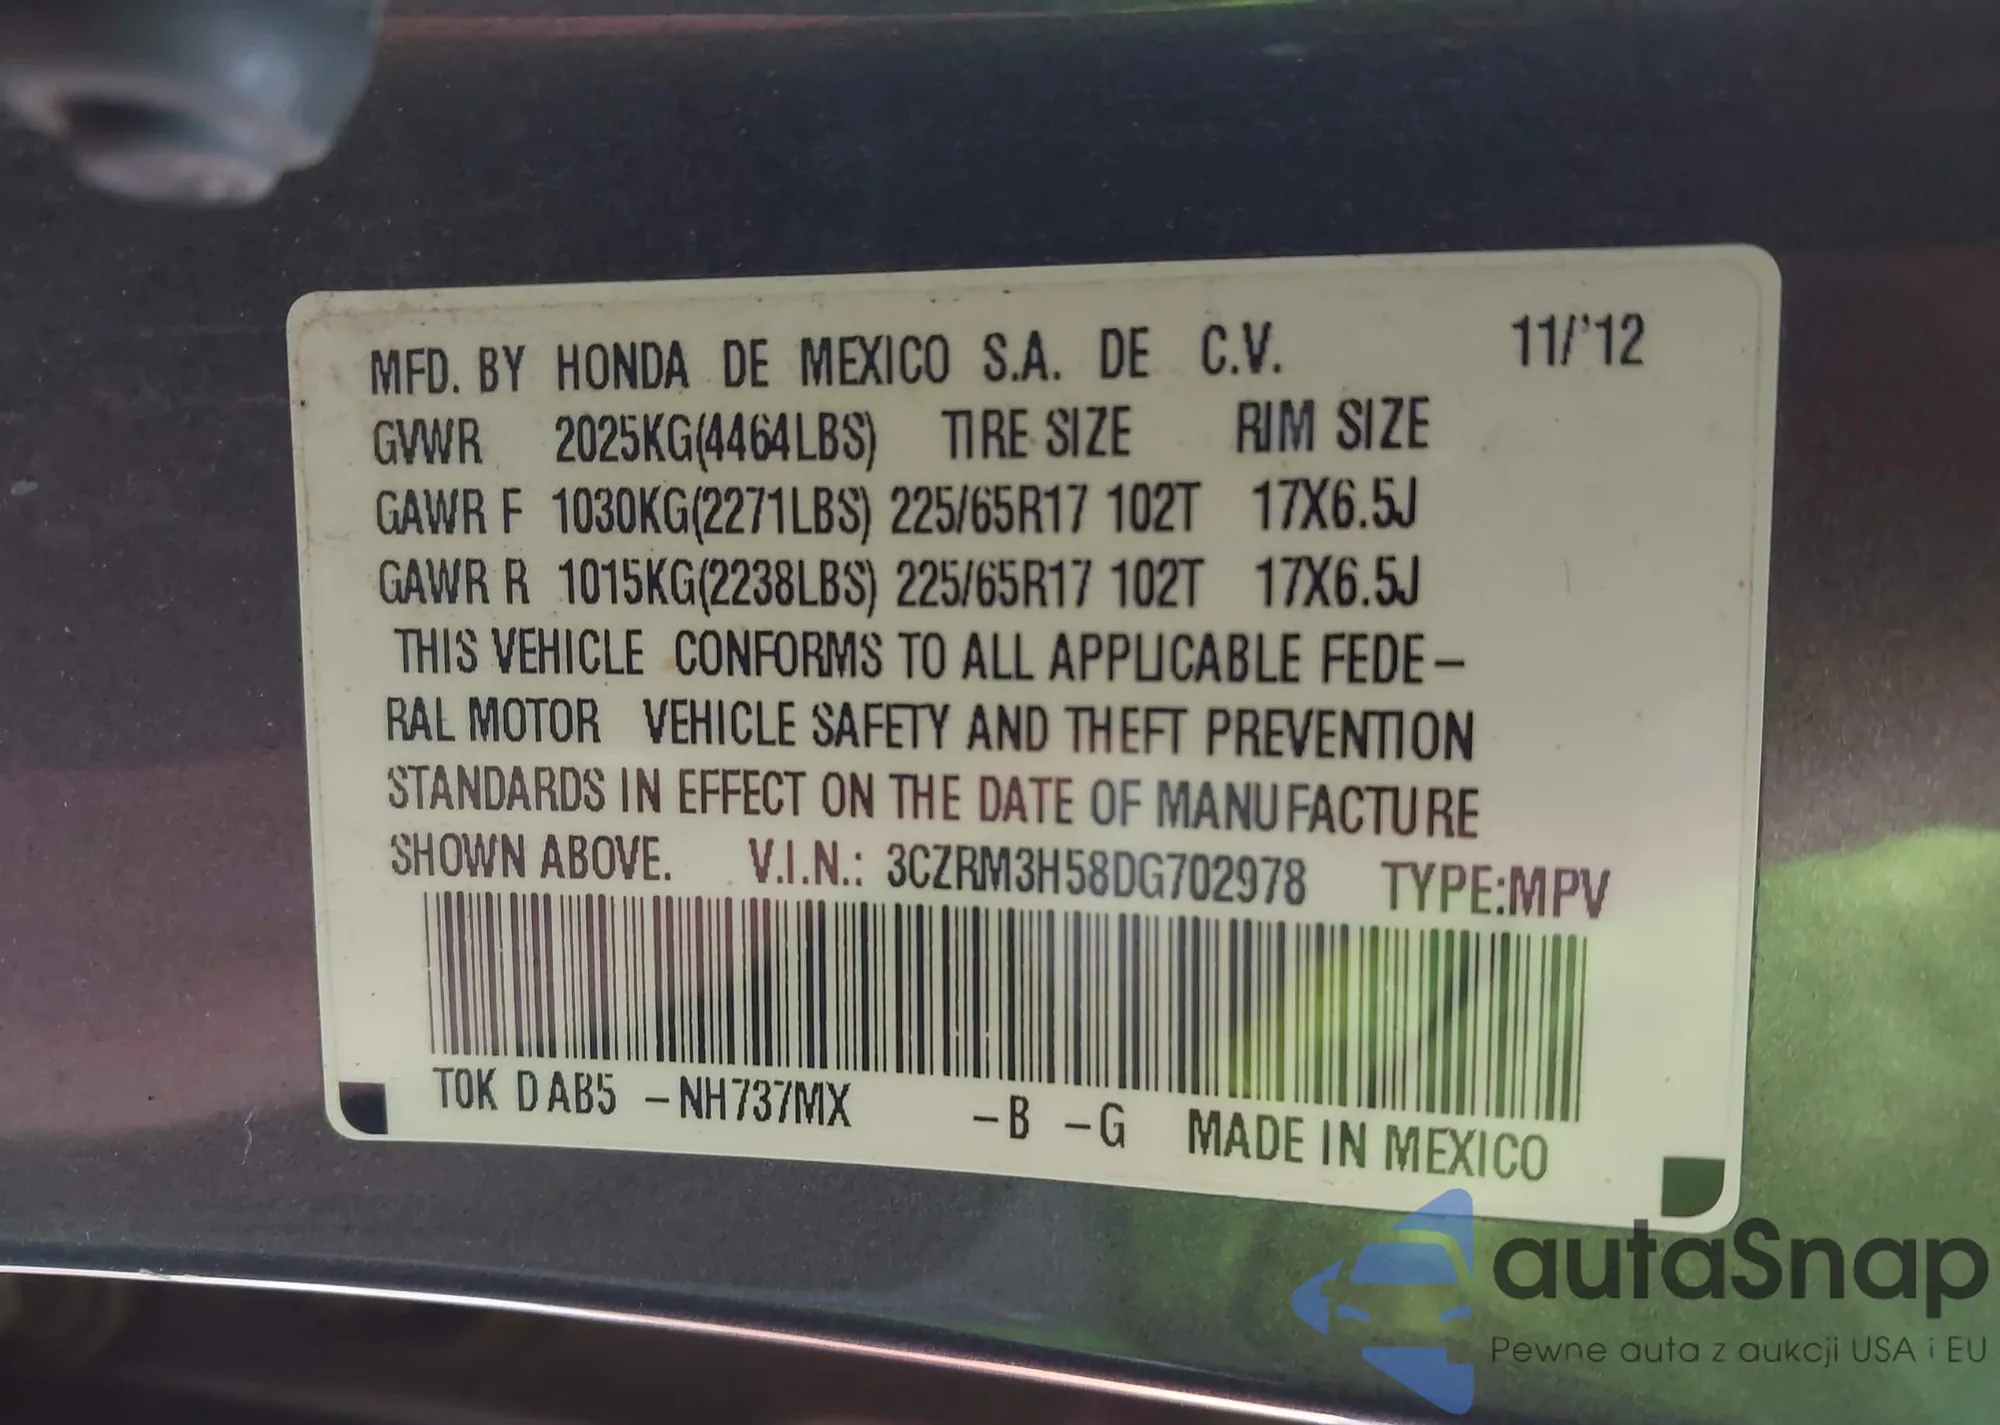 MFD. BY HONDA DE MEXICO S.A. DE C.V. 11/'12
GVWR 2025KG(4464LBS) TIRE SIZE RIM SIZE
GAWR F 1030KG(2271LBS) 225/65R17 102T 17X6.5J
GAWR R 1015KG(2238LBS) 225/65R17 102T 17X6.5J
THIS VEHICLE CONFORMS TO ALL APPLICABLE FEDE-
RAL MOTOR VEHICLE SAFETY AND THEFT PREVENTION
STANDARDS IN EFFECT ON THE DATE OF MANUFACTURE
SHOWN ABOVE. V.I.N.: 3CZRM3H58DG702978 TYPE:MPV
T0K DAB5 -NH737MX -B -G MADE IN MEXICO
autaSnap
Pewne auta z aukcji USA i EU